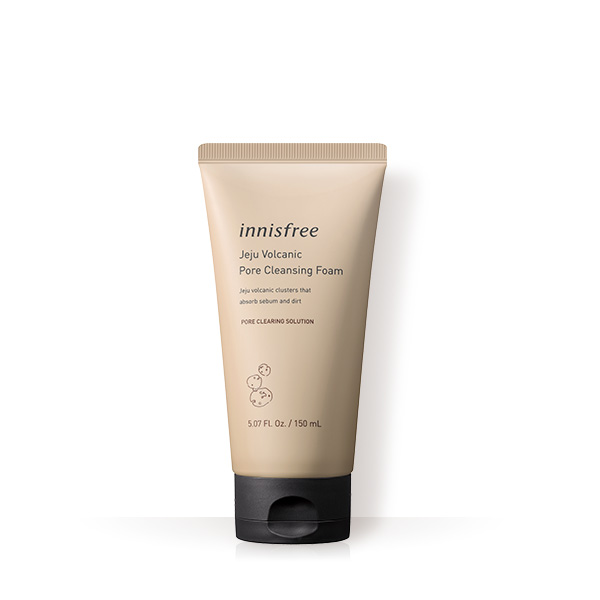 innisfree
Jeju Volcanic
Pore Cleansing Foam
Jeju volcanic clusters that
absorb sebum and dirt
PORE CLEARING SOLUTION
5.07 Fl. Oz. / 150 mL